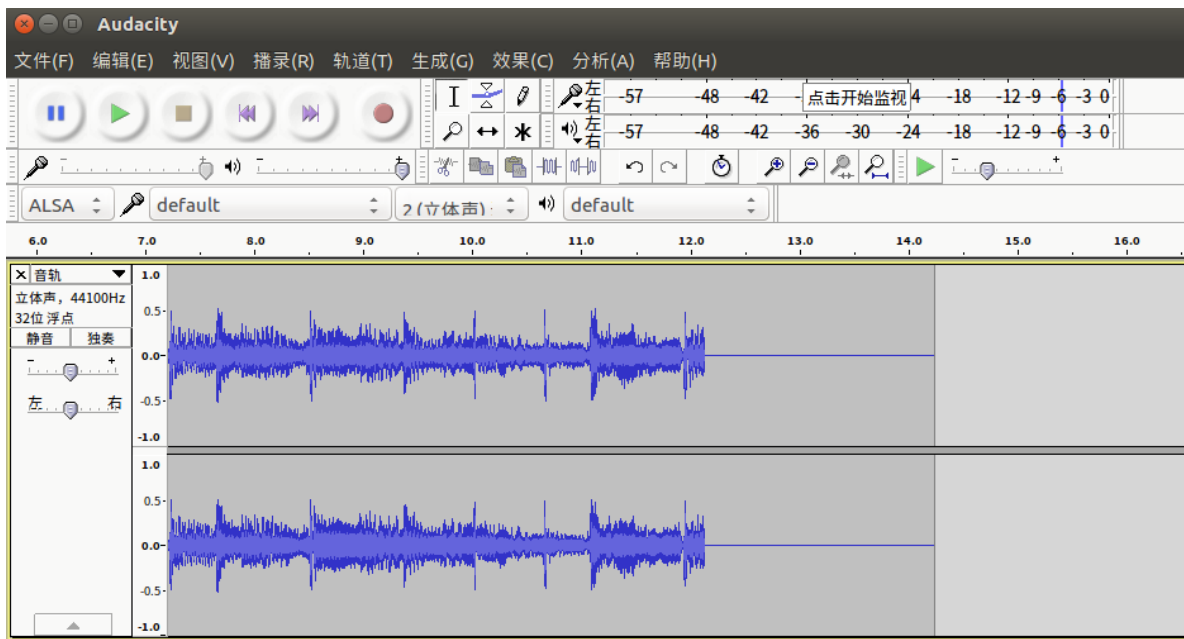 Audacity
文件(F) 编辑(E) 视图(V) 播录(R) 轨道(T) 生成(G) 效果(C) 分析(A) 帮助(H)
左 -57 -48 -42 - 点击开始监视 4 -18 -12 -9 -6 -3 0
右
左 -57 -48 -42 -36 -30 -24 -18 -12 -9 -6 -3 0
右
- + - + - +
ALSA default 2 (立体声) default
6.0 7.0 8.0 9.0 10.0 11.0 12.0 13.0 14.0 15.0 16.0
音轨 1.0
立体声, 44100Hz
32位 浮点 0.5
静音 独奏
- + 0.0
左 右 -0.5
-1.0
1.0
0.5
0.0
-0.5
-1.0